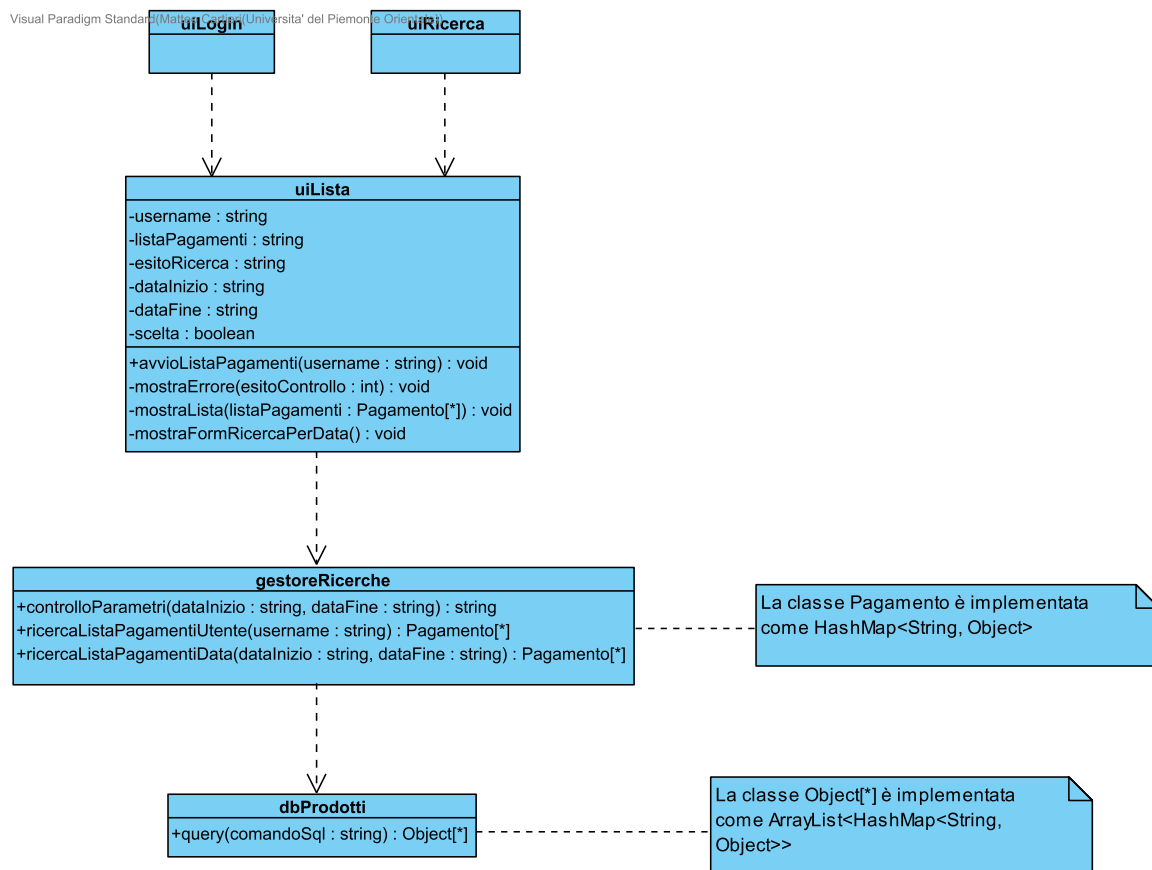 Visual Paradigm Standard(Matteo Cartieri(Universita' del Piemonte Orientale))
uiLogin
uiRicerca
uiLista
-username : string
-listaPagamenti : string
-esitoRicerca : string
-dataInizio : string
-dataFine : string
-scelta : boolean
+avvioListaPagamenti(username : string) : void
-mostraErrore(esitoControllo : int) : void
-mostraLista(listaPagamenti : Pagamento[*]) : void
-mostraFormRicercaPerData() : void
gestoreRicerche
+controlloParametri(dataInizio : string, dataFine : string) : string
+ricercaListaPagamentiUtente(username : string) : Pagamento[*]
+ricercaListaPagamentiData(dataInizio : string, dataFine : string) : Pagamento[*]
La classe Pagamento è implementata
come HashMap<String, Object>
dbProdotti
+query(comandoSql : string) : Object[*]
La classe Object[*] è implementata
come ArrayList<HashMap<String,
Object>>